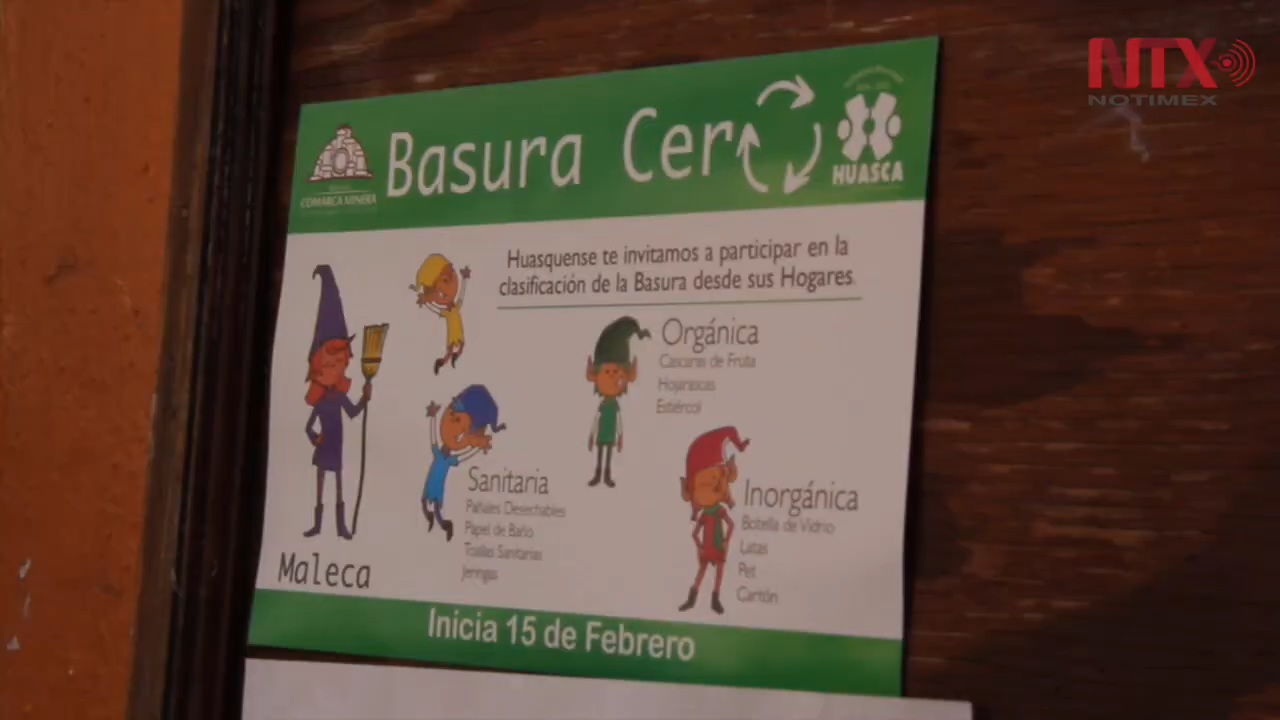 NTX
NOTIMEX
Basura Cero
COMARCA MINERA
HUASCA
Huasquense te invitamos a participar en la
clasificación de la Basura desde sus Hogares
Orgánica
Cascaras de Fruta
Hojarascas
Estiércol
Sanitaria
Pañales Desechables
Papel de Baño
Toallas Sanitarias
Jeringas
Inorgánica
Botella de Vidrio
Latas
Pet
Cartón
Maleca
Inicia 15 de Febrero